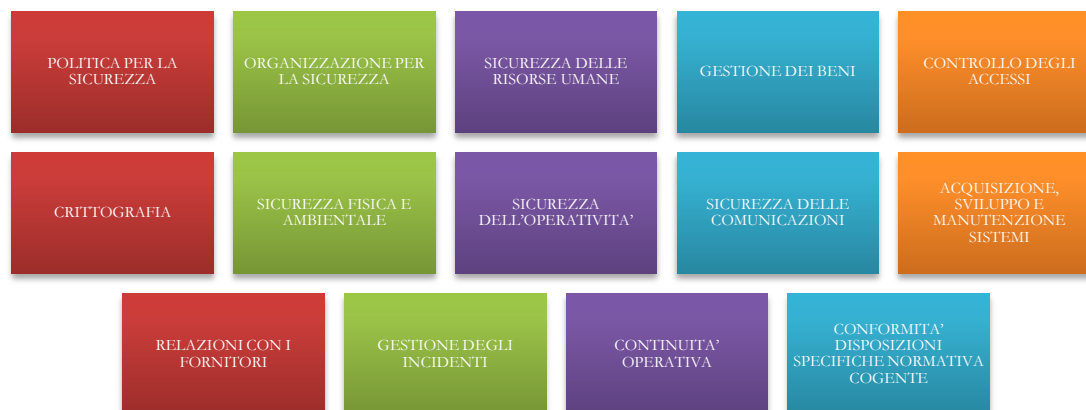 POLITICA PER LA
SICUREZZA
ORGANIZZAZIONE PER
LA SICUREZZA
SICUREZZA DELLE
RISORSE UMANE
GESTIONE DEI BENI
CONTROLLO DEGLI
ACCESSI
CRITTOGRAFIA
SICUREZZA FISICA E
AMBIENTALE
SICUREZZA
DELL’OPERATIVITA’
SICUREZZA DELLE
COMUNICAZIONI
ACQUISIZIONE,
SVILUPPO E
MANUTENZIONE
SISTEMI
RELAZIONI CON I
FORNITORI
GESTIONE DEGLI
INCIDENTI
CONTINUITA’
OPERATIVA
CONFORMITA’
DISPOSIZIONI
SPECIFICHE NORMATIVA
COGENTE